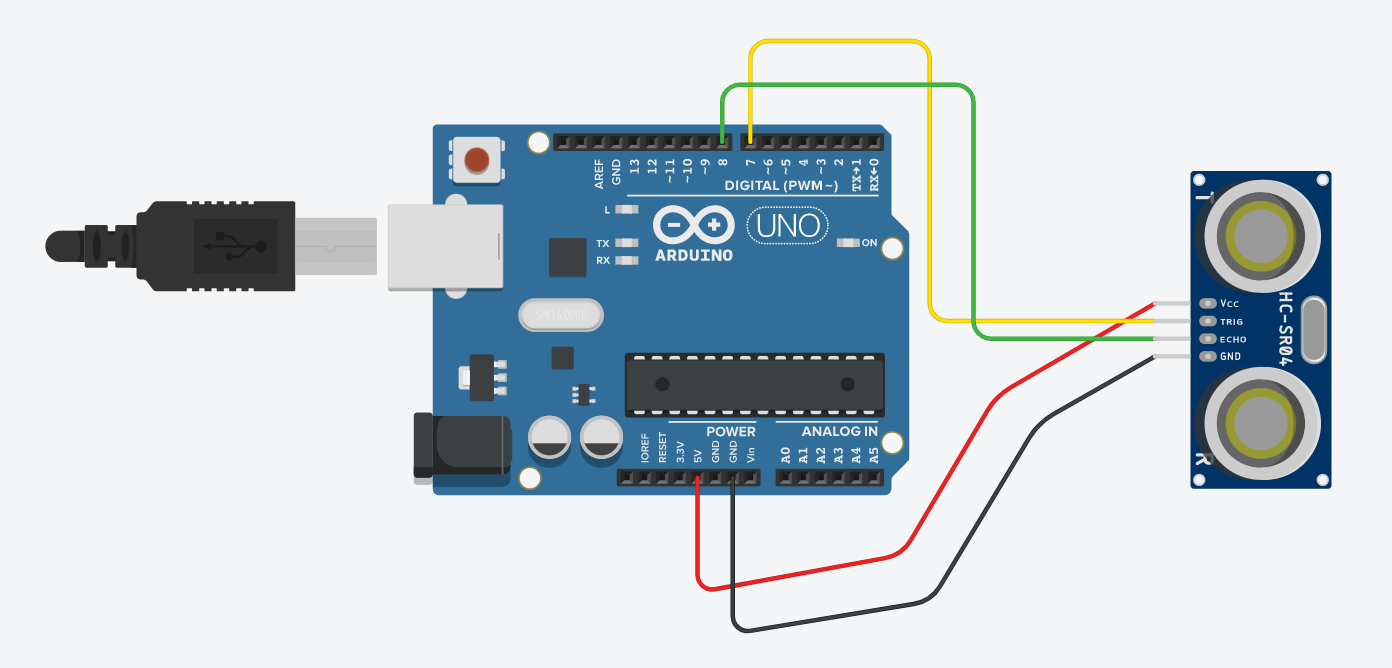 AREF
GND
13
12
~11
~10
~9
8
7
~6
~5
4
~3
2
TX→1
RX←0
DIGITAL (PWM~)
L
TX
RX
UNO
ARDUINO
ON
SPK16.000G
T
HC-SR04
VCC
TRIG
ECHO
GND
R
POWER
ANALOG IN
IOREF
RESET
3.3V
5V
GND
GND
Vin
A0
A1
A2
A3
A4
A5